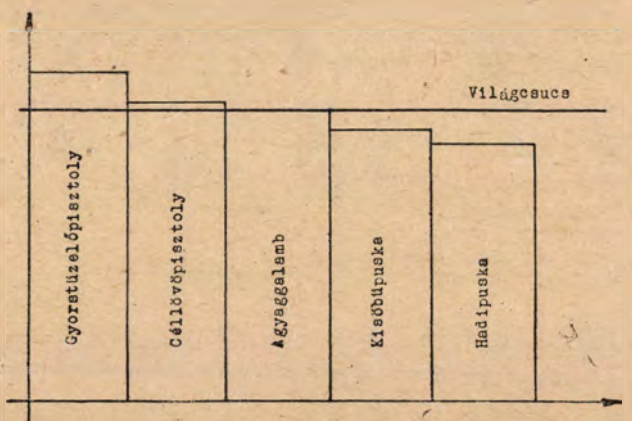 Világcsucs
Gyorstüzelőpisztoly
Céllövőpisztoly
Agyaggalamb
Kisöbüpuska
Hadipuska